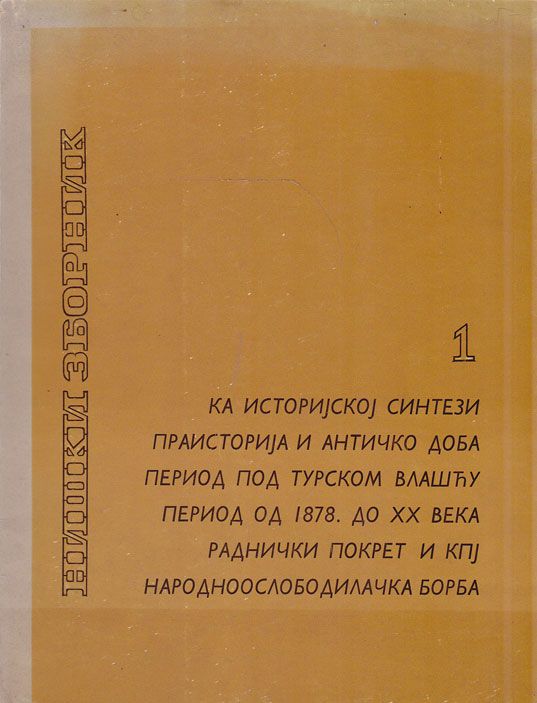 НИШКИ ЗБОРНИК
1
КА ИСТОРИЈСКОЈ СИНТЕЗИ
ПРАИСТОРИЈА И АНТИЧКО ДОБА
ПЕРИОД ПОД ТУРСКОМ ВЛАШЋУ
ПЕРИОД ОД 1878. ДО XX ВЕКА
РАДНИЧКИ ПОКРЕТ И КПЈ
НАРОДНООСЛОБОДИЛАЧКА БОРБА